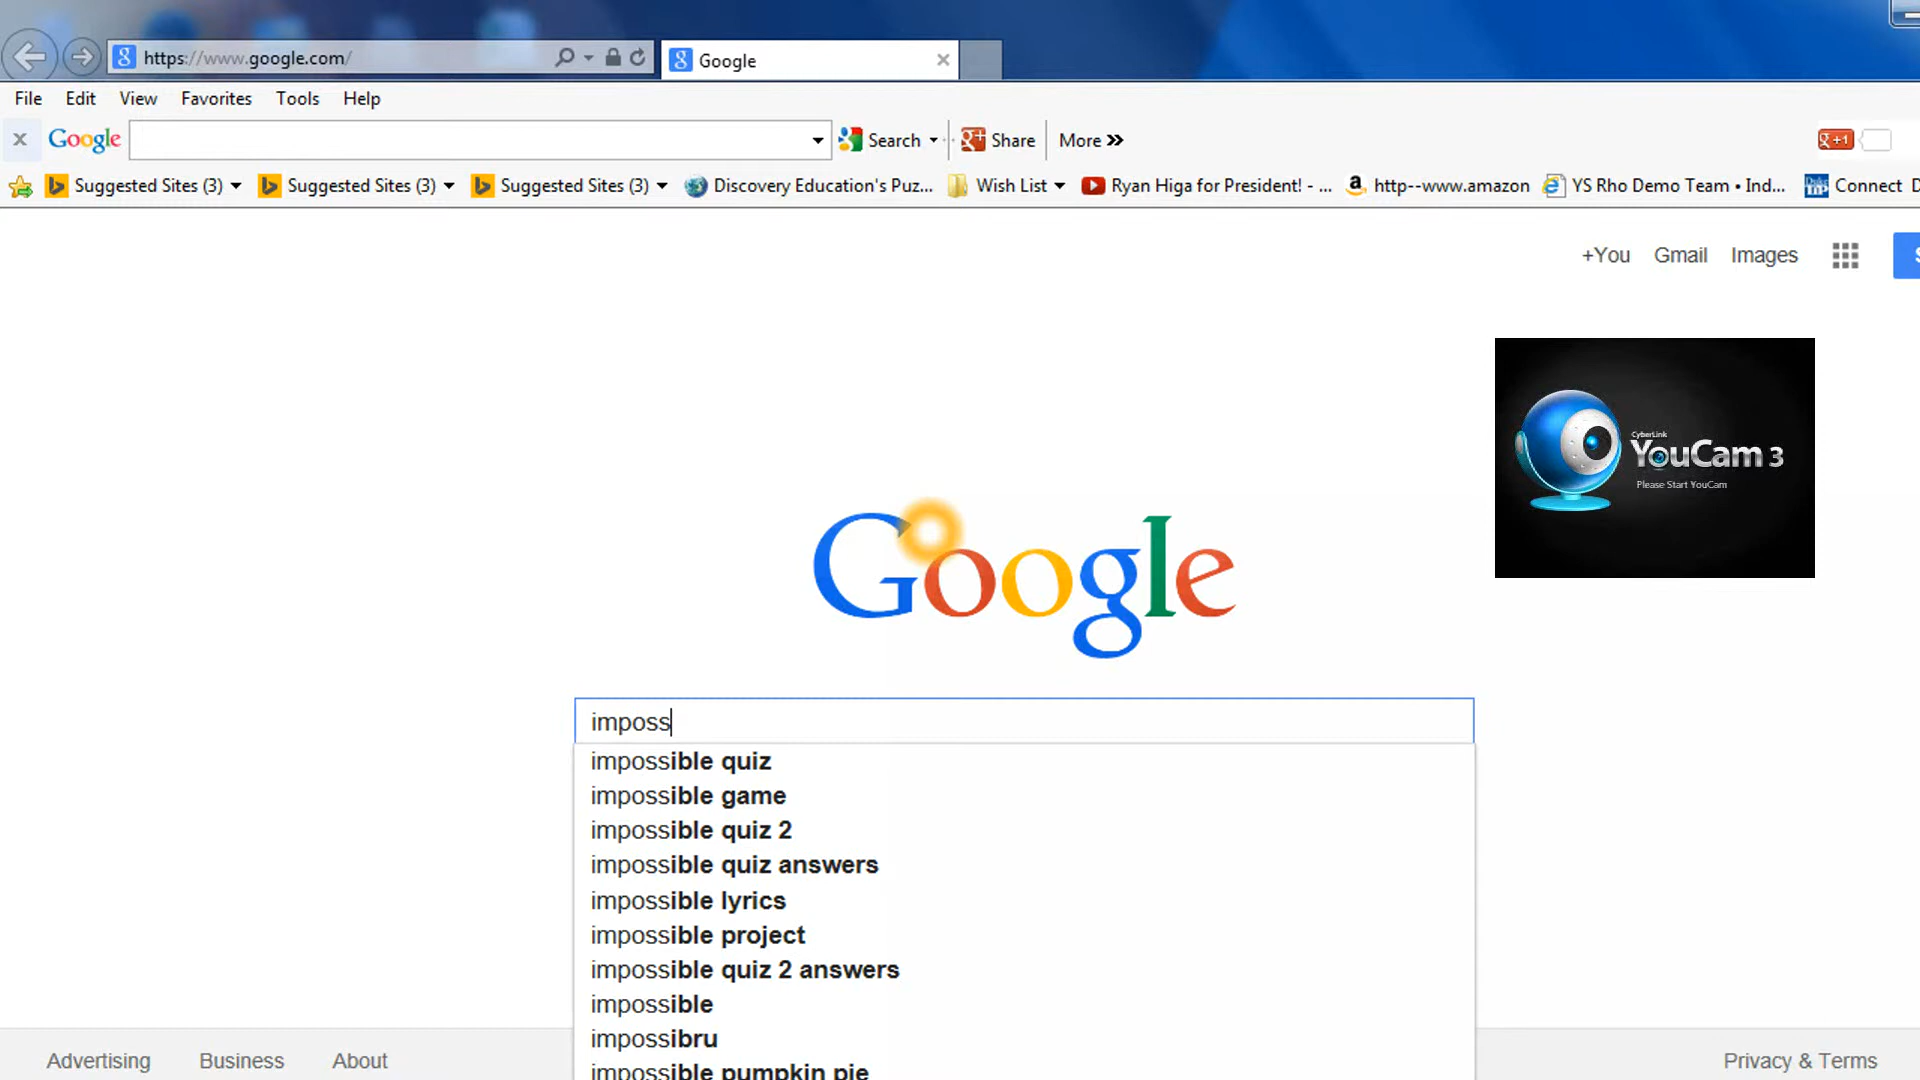 https://www.google.com/
Google
File Edit View Favorites Tools Help
Google Search Share More »
g +1
Suggested Sites (3) Suggested Sites (3) Suggested Sites (3) Discovery Education's Puz... Wish List Ryan Higa for President! - ... http--www.amazon YS Rho Demo Team • Ind... Connect
+You Gmail Images
CyberLink
YouCam 3
Please Start YouCam
Google
imposs
impossible quiz
impossible game
impossible quiz 2
impossible quiz answers
impossible lyrics
impossible project
impossible quiz 2 answers
impossible
impossibru
impossible pumpkin pie
Advertising Business About Privacy & Terms